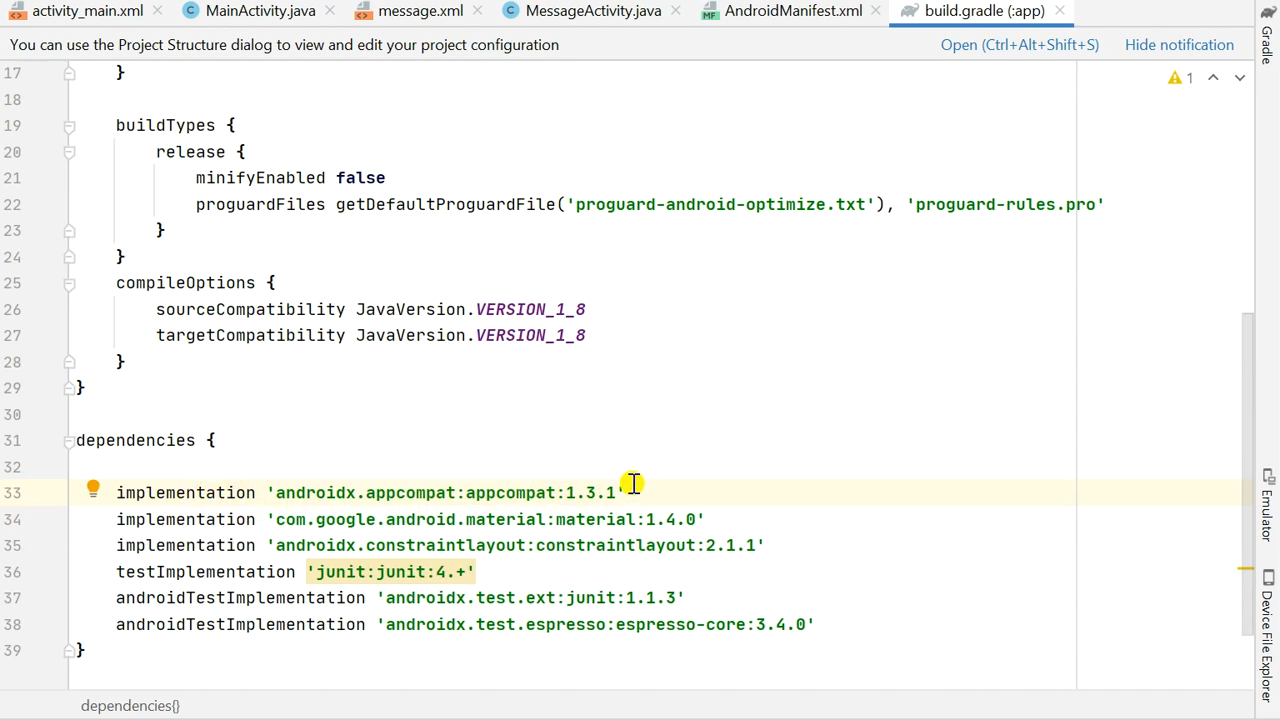 activity_main.xml MainActivity.java message.xml MessageActivity.java AndroidManifest.xml build.gradle (:app)
You can use the Project Structure dialog to view and edit your project configuration Open (Ctrl+Alt+Shift+S) Hide notification
17 }
18
19 buildTypes {
20 release {
21 minifyEnabled false
22 proguardFiles getDefaultProguardFile('proguard-android-optimize.txt'), 'proguard-rules.pro'
23 }
24 }
25 compileOptions {
26 sourceCompatibility JavaVersion.VERSION_1_8
27 targetCompatibility JavaVersion.VERSION_1_8
28 }
29 }
30
31 dependencies {
32
33 implementation 'androidx.appcompat:appcompat:1.3.1'
34 implementation 'com.google.android.material:material:1.4.0'
35 implementation 'androidx.constraintlayout:constraintlayout:2.1.1'
36 testImplementation 'junit:junit:4.+'
37 androidTestImplementation 'androidx.test.ext:junit:1.1.3'
38 androidTestImplementation 'androidx.test.espresso:espresso-core:3.4.0'
39 }
dependencies{}
1
Gradle
Emulator
Device File Explorer